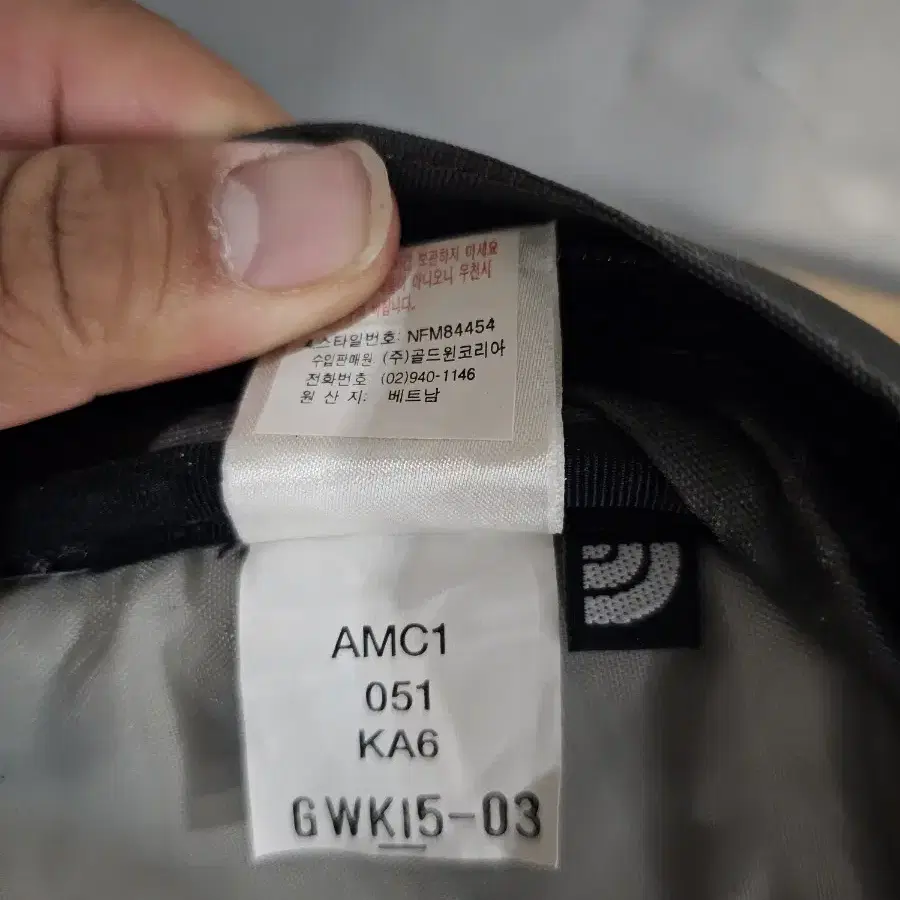 보관하지 마세요
아니오니 우천시
스타일번호: NFM84454
수입판매원 (주)골드윈코리아
전화번호 (02)940-1146
원 산 지: 베트남
AMC1
051
KA6
GWK15-03